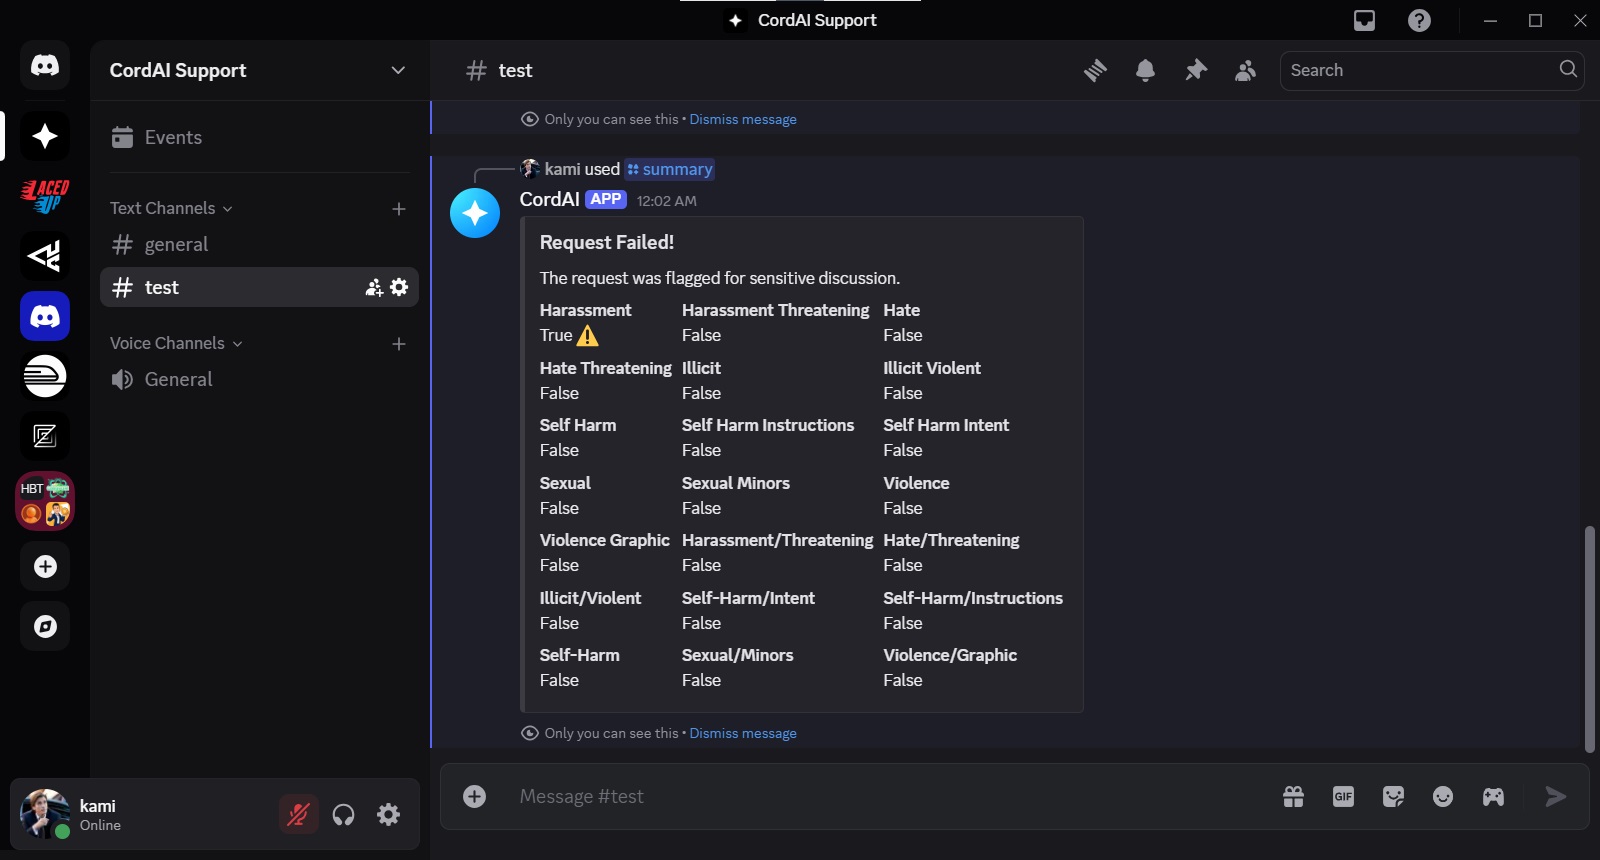 CordAI Support
CordAI Support
Events
Text Channels
general
test
Voice Channels
General
LACED UP
HBT
kami
Online
test
Search
Only you can see this • Dismiss message
kami used summary
CordAI APP 12:02 AM
Request Failed!
The request was flagged for sensitive discussion.
Harassment Harassment Threatening Hate
True False False
Hate Threatening Illicit Illicit Violent
False False False
Self Harm Self Harm Instructions Self Harm Intent
False False False
Sexual Sexual Minors Violence
False False False
Violence Graphic Harassment/Threatening Hate/Threatening
False False False
Illicit/Violent Self-Harm/Intent Self-Harm/Instructions
False False False
Self-Harm Sexual/Minors Violence/Graphic
False False False
Only you can see this • Dismiss message
Message #test
GIF